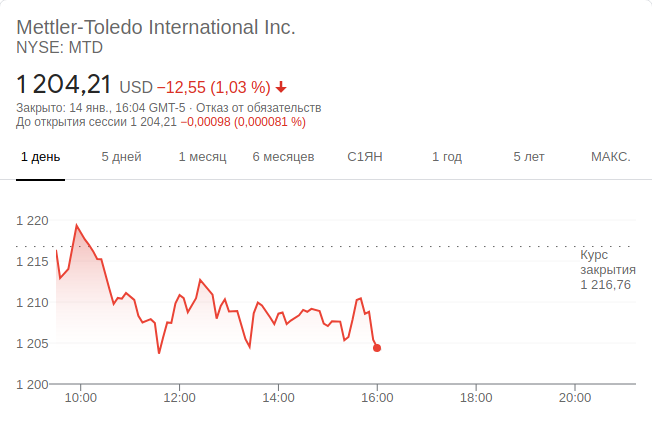 Mettler-Toledo International Inc.
NYSE: MTD
1 204,21 USD −12,55 (1,03 %)
Закрыто: 14 янв., 16:04 GMT-5 · Отказ от обязательств
До открытия сессии 1 204,21 −0,00098 (0,000081 %)
1 день 5 дней 1 месяц 6 месяцев С1ЯН 1 год 5 лет МАКС.
1 220
1 215
1 210
1 205
1 200
Курс
закрытия
1 216,76
10:00 12:00 14:00 16:00 18:00 20:00